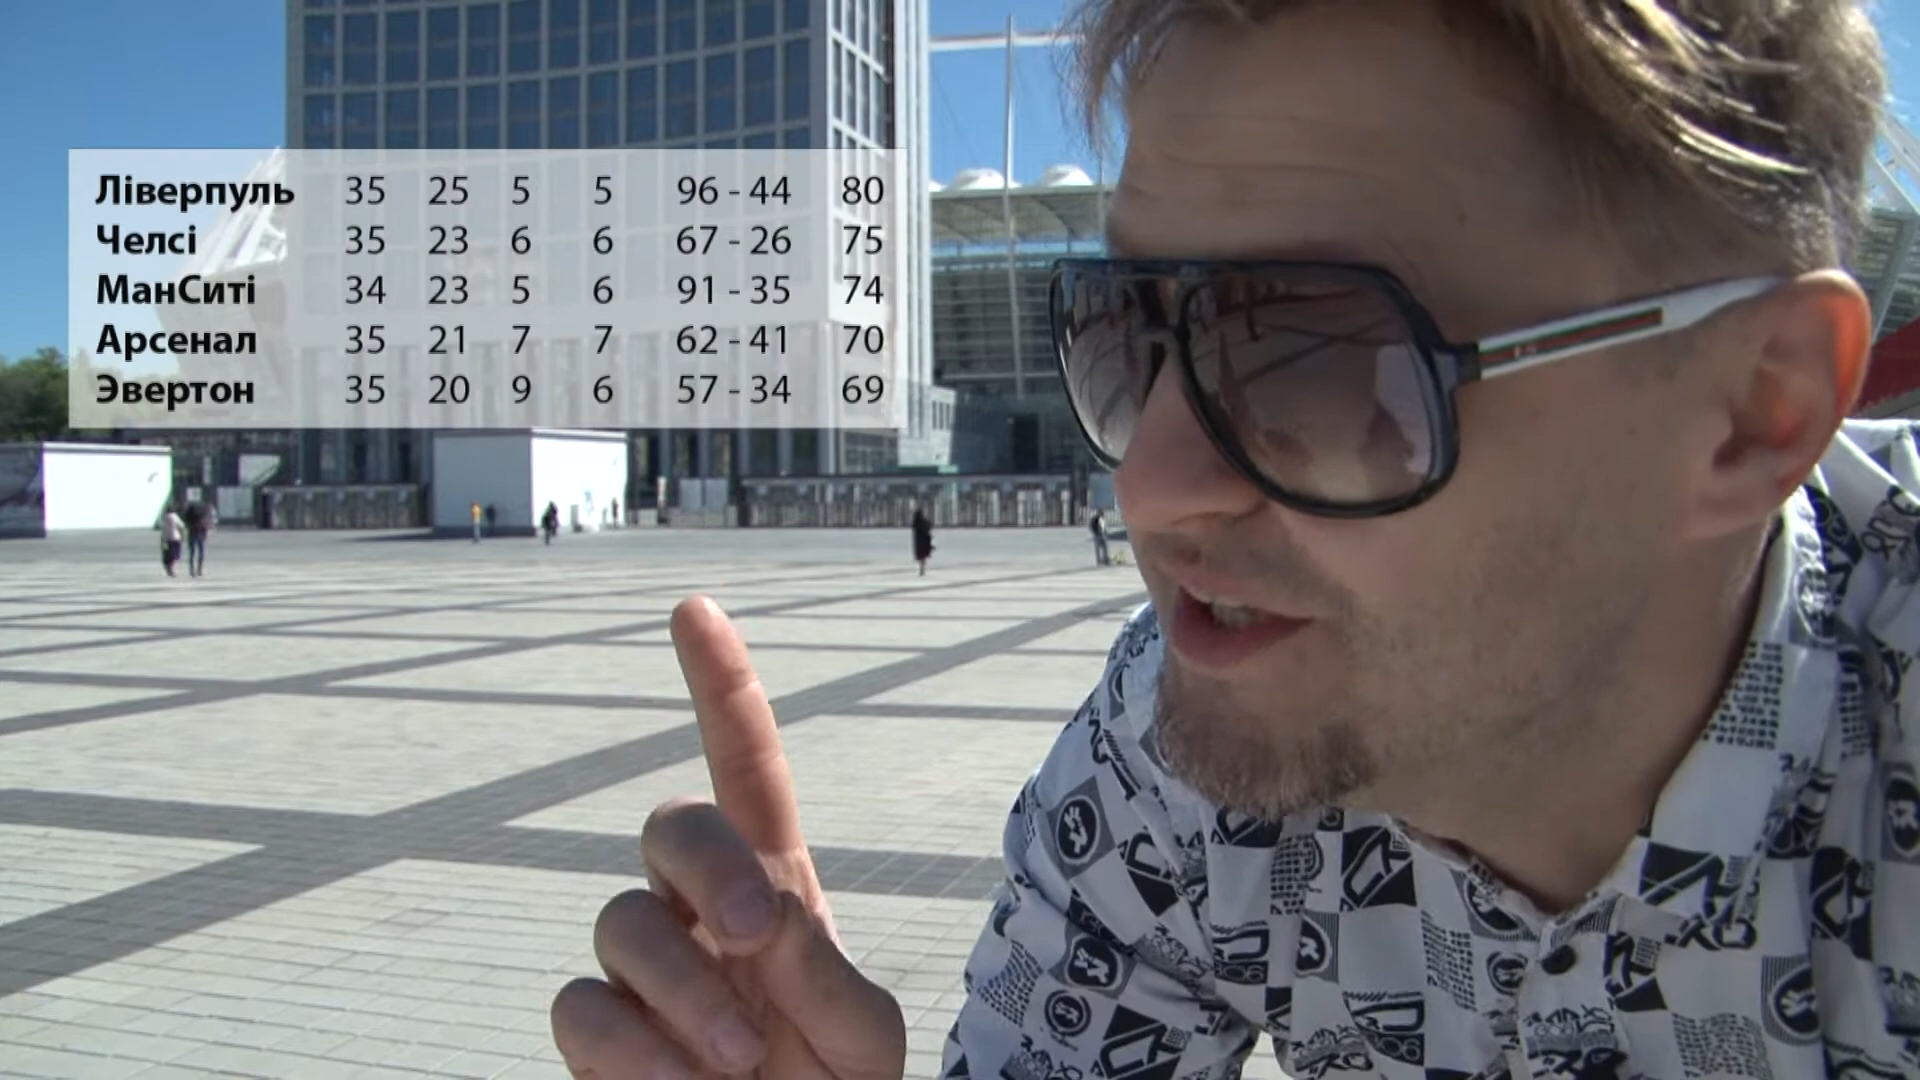 Ліверпуль 35 25 5 5 96 - 44 80
Челсі 35 23 6 6 67 - 26 75
МанСиті 34 23 5 6 91 - 35 74
Арсенал 35 21 7 7 62 - 41 70
Эвертон 35 20 9 6 57 - 34 69